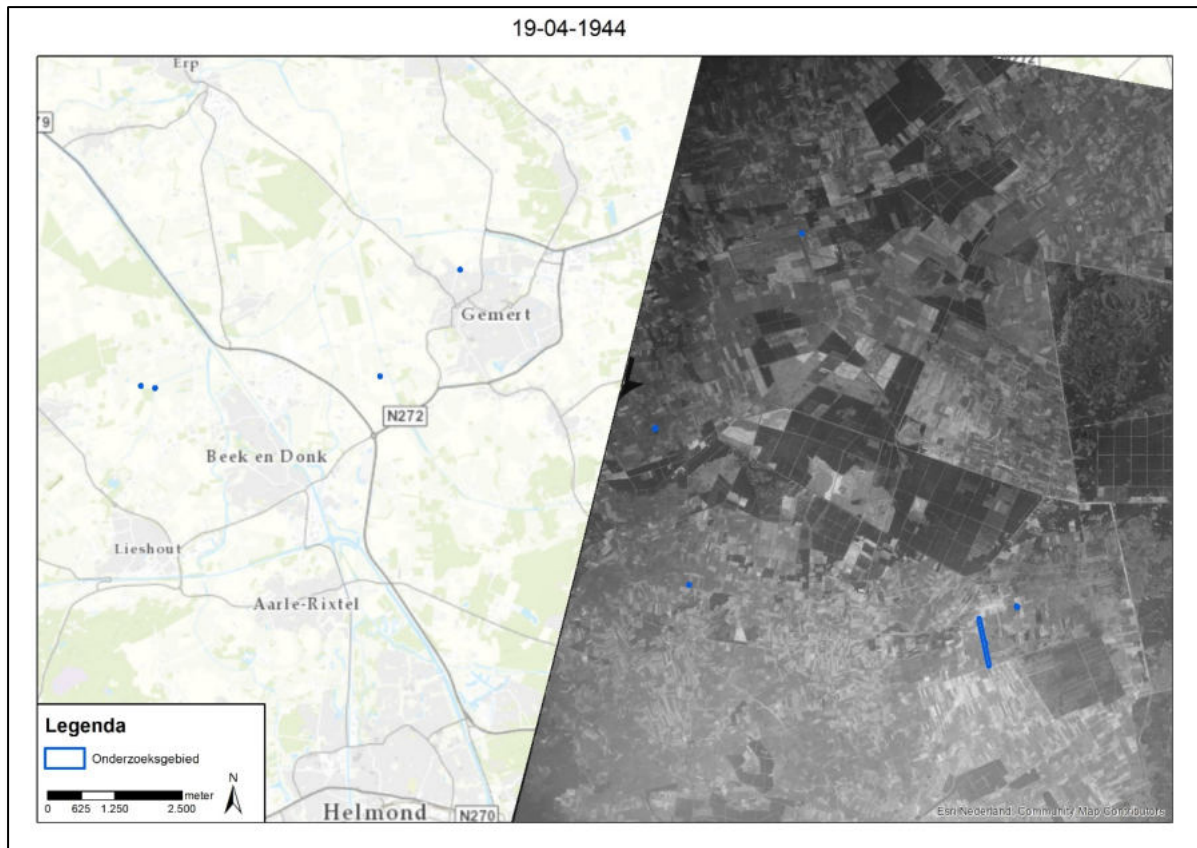 19-04-1944
Erp
79
Gemert
N272
Beek en Donk
Lieshout
Aarle-Rixtel
Legenda
Onderzoeksgebied
N
meter
0 625 1.250 2.500
Helmond
N270
Esri Nederland, Community Map Contributors